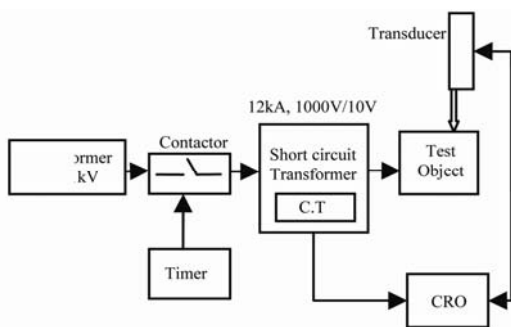 Transducer
12kA, 1000V/10V
Contactor
ormer
kV
Short circuit
Transformer
C.T
Test
Object
Timer
CRO